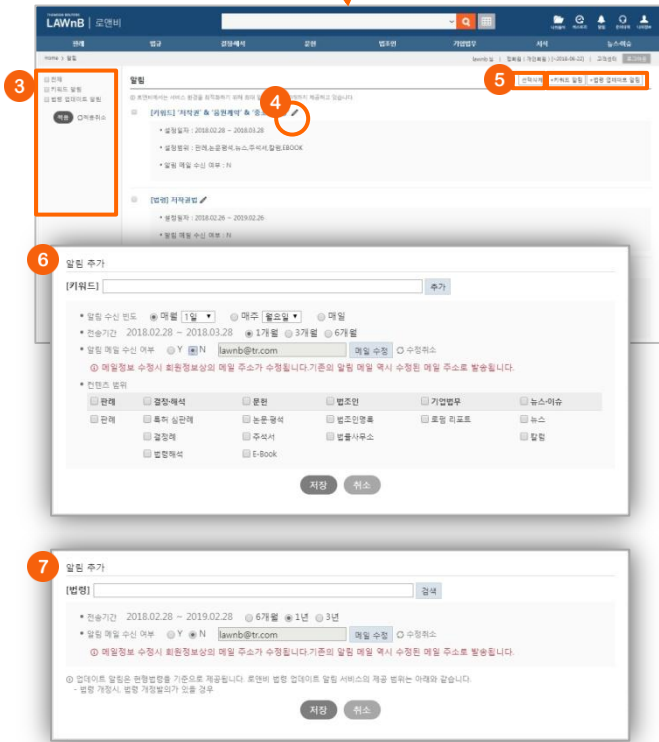 THOMSON REUTERS
LAWnB | 로앤비
판례 법규 결정·해석 문헌 법조인 기업법무 서식 뉴스·이슈
Home > 알림
3
전체
키워드 알림
법령 업데이트 알림
적용 적용취소
알림
5
선택삭제 +키워드 알림 +법령 업데이트 알림
4
[키워드] '저작권' & '음원계약' &
• 설정일자 : 2018.02.28 ~ 2018.03.28
• 설정범위 : 판례,논문평석,뉴스,주석서,칼럼,EBOOK
• 알림 메일 수신 여부 : N
[법령] 저작권법
• 설정일자 : 2018.02.26 ~ 2019.02.26
• 알림 메일 수신 여부 : N
6
알림 추가
[키워드] 추가
• 알림 수신 빈도 매월 1일 매주 월요일 매일
• 전송기간 2018.02.28 ~ 2018.03.28 1개월 3개월 6개월
• 알림 메일 수신 여부 Y N lawnb@tr.com 메일 수정 수정취소
메일정보 수정시 회원정보상의 메일 주소가 수정됩니다.기존의 알림 메일 역시 수정된 메일 주소로 발송됩니다.
• 컨텐츠 범위
판례 결정·해석 문헌 법조인 기업법무 뉴스·이슈
판례 특허 심판례 논문·평석 법조인명록 로펌 리포트 뉴스
결정례 주석서 법률사무소 칼럼
법령해석 E-Book
저장 취소
7
알림 추가
[법령] 검색
• 전송기간 2018.02.28 ~ 2019.02.28 6개월 1년 3년
• 알림 메일 수신 여부 Y N lawnb@tr.com 메일 수정 수정취소
메일정보 수정시 회원정보상의 메일 주소가 수정됩니다.기존의 알림 메일 역시 수정된 메일 주소로 발송됩니다.
업데이트 알림은 현행법령을 기준으로 제공됩니다. 로앤비 법령 업데이트 알림 서비스의 제공 범위는 아래와 같습니다.
- 법령 개정시, 법령 개정발의가 있을 경우
저장 취소